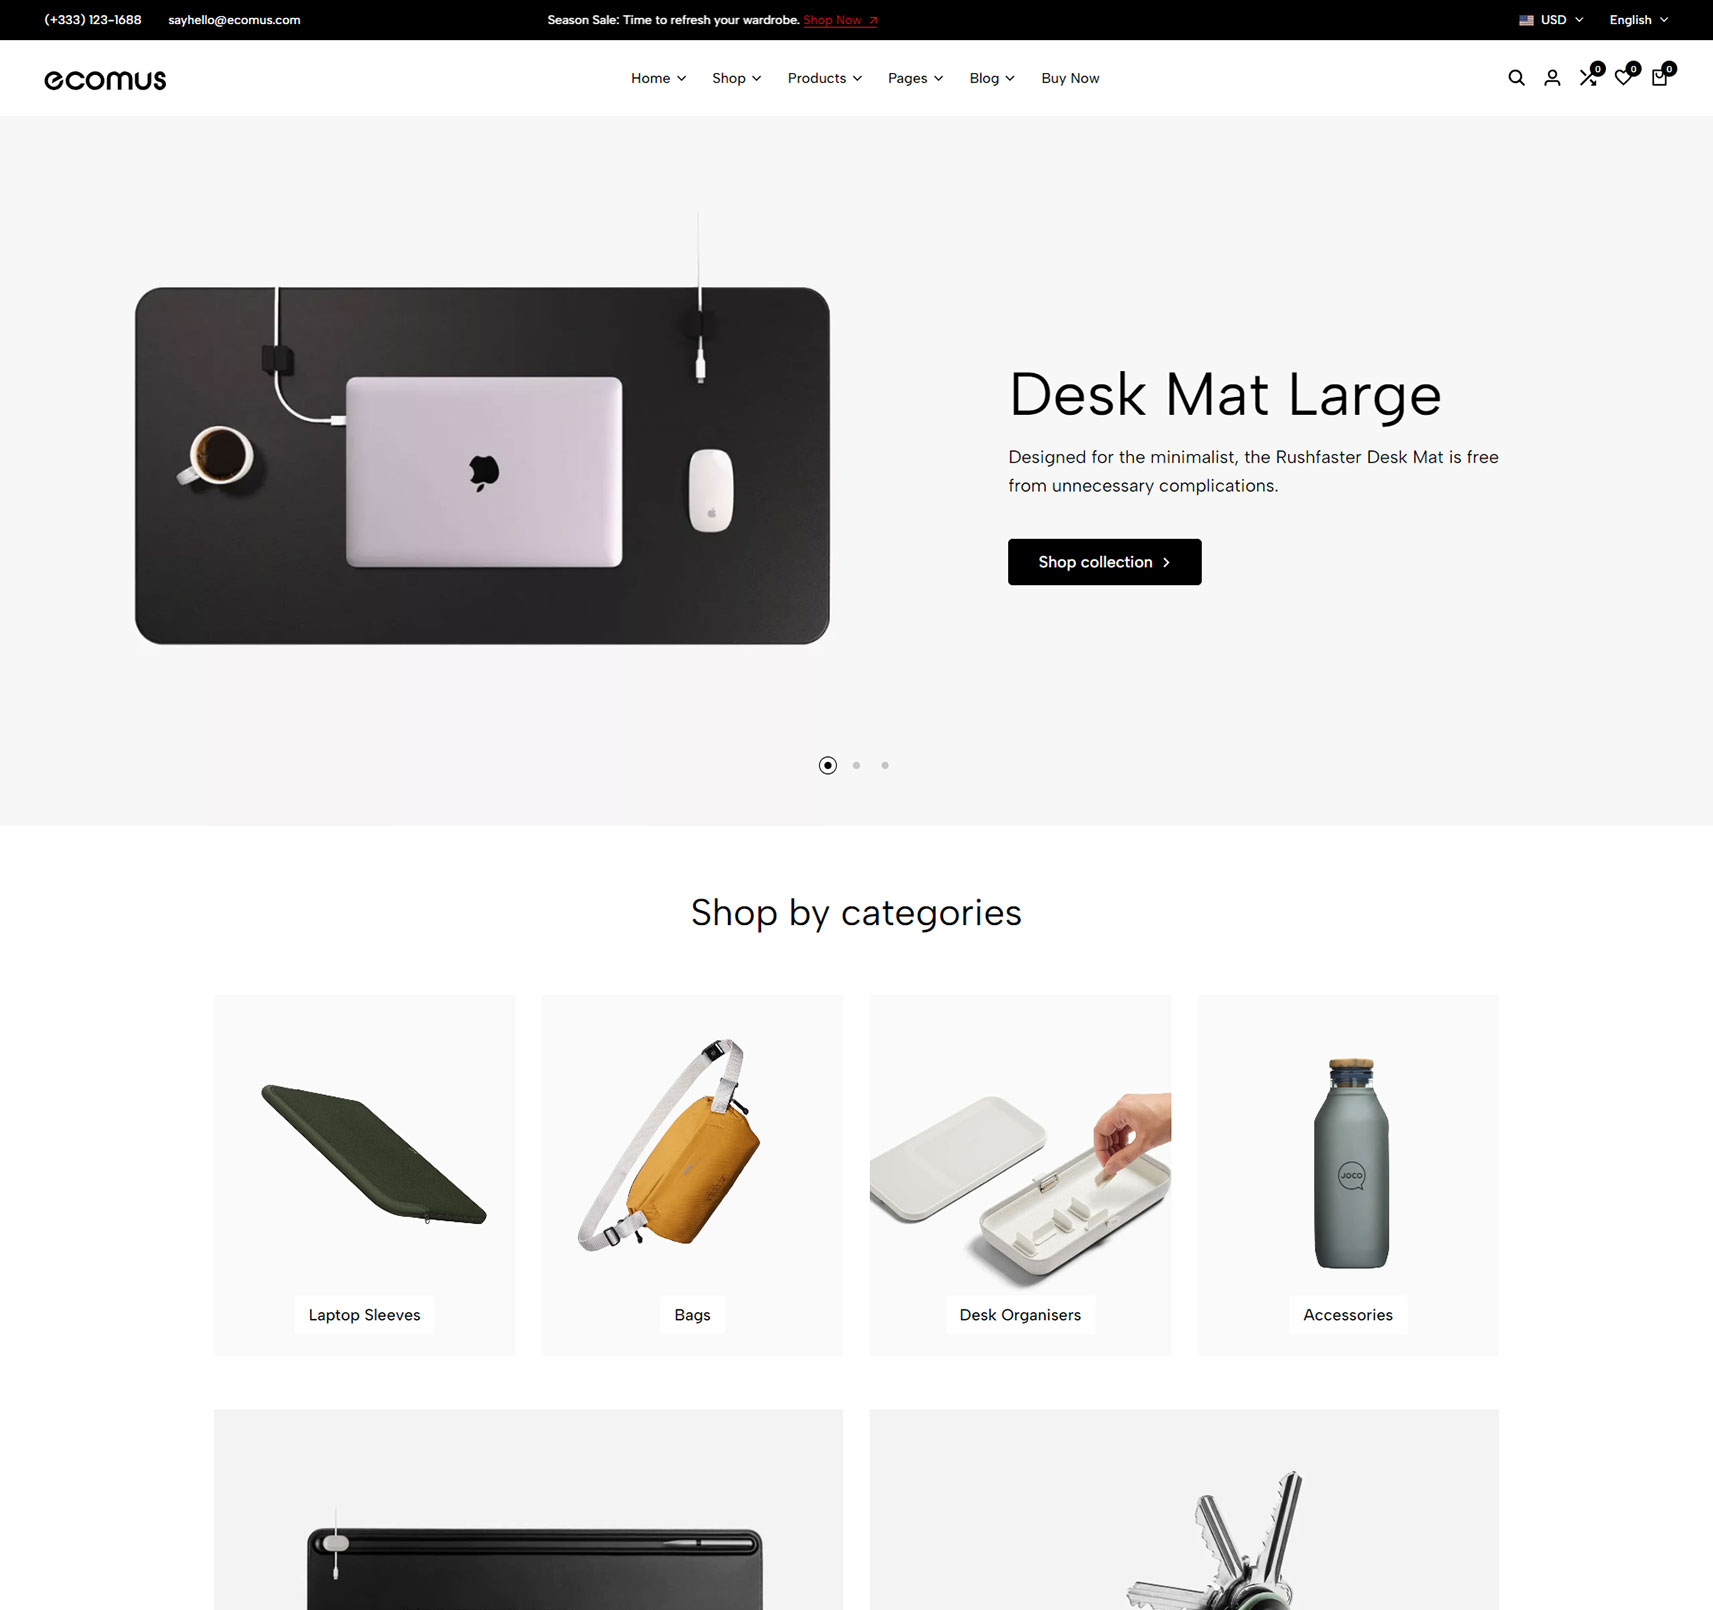 (+333) 123-1688
sayhello@ecomus.com
Season Sale: Time to refresh your wardrobe. Shop Now
USD
English
ecomus
Home
Shop
Products
Pages
Blog
Buy Now
0
0
0
Desk Mat Large
Designed for the minimalist, the Rushfaster Desk Mat is free
from unnecessary complications.
Shop collection
Shop by categories
JOCO
Laptop Sleeves
Bags
Desk Organisers
Accessories